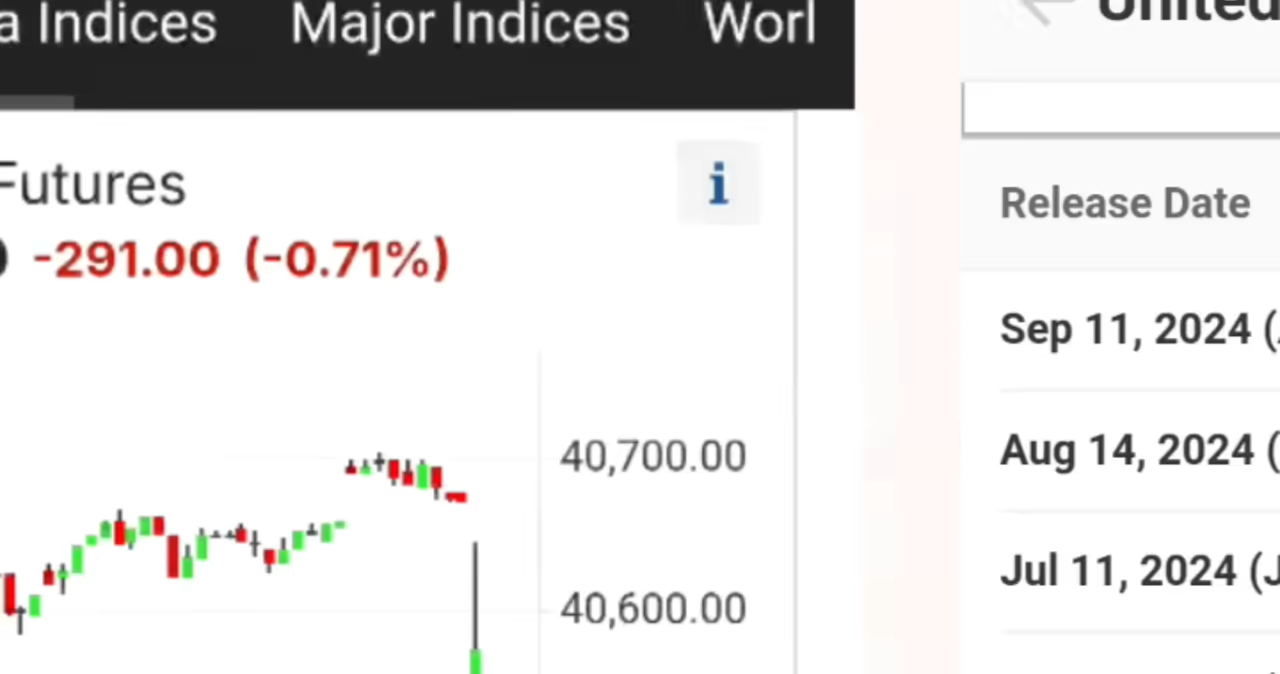 a Indices Major Indices Worl
Futures
-291.00 (-0.71%)
40,700.00
40,600.00
United
Release Date
Sep 11, 2024 (
Aug 14, 2024 (
Jul 11, 2024 (J